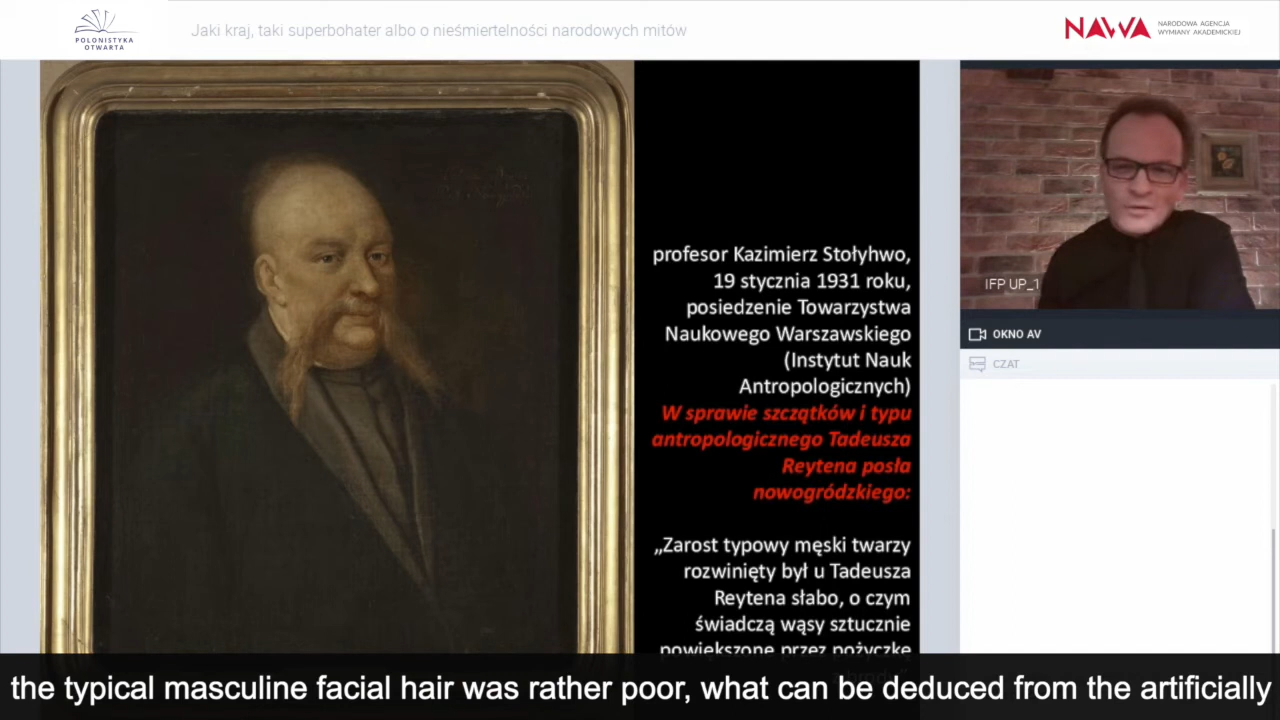 POLONISTYKA
OTWARTA
Jaki kraj, taki superbohater albo o nieśmiertelności narodowych mitów
NAWA
NARODOWA AGENCJA
WYMIANY AKADEMICKIEJ
profesor Kazimierz Stołyhwo,
19 stycznia 1931 roku,
posiedzenie Towarzystwa
Naukowego Warszawskiego
(Instytut Nauk
Antropologicznych)
W sprawie szczątków i typu
antropologicznego Tadeusza
Reytena posła
nowogródzkiego:
„Zarost typowy męski twarzy
rozwinięty był u Tadeusza
Reytena słabo, o czym
świadczą wąsy sztucznie
powiększone przez pożyczkę
IFP UP_1
OKNO AV
CZAT
the typical masculine facial hair was rather poor, what can be deduced from the artificially